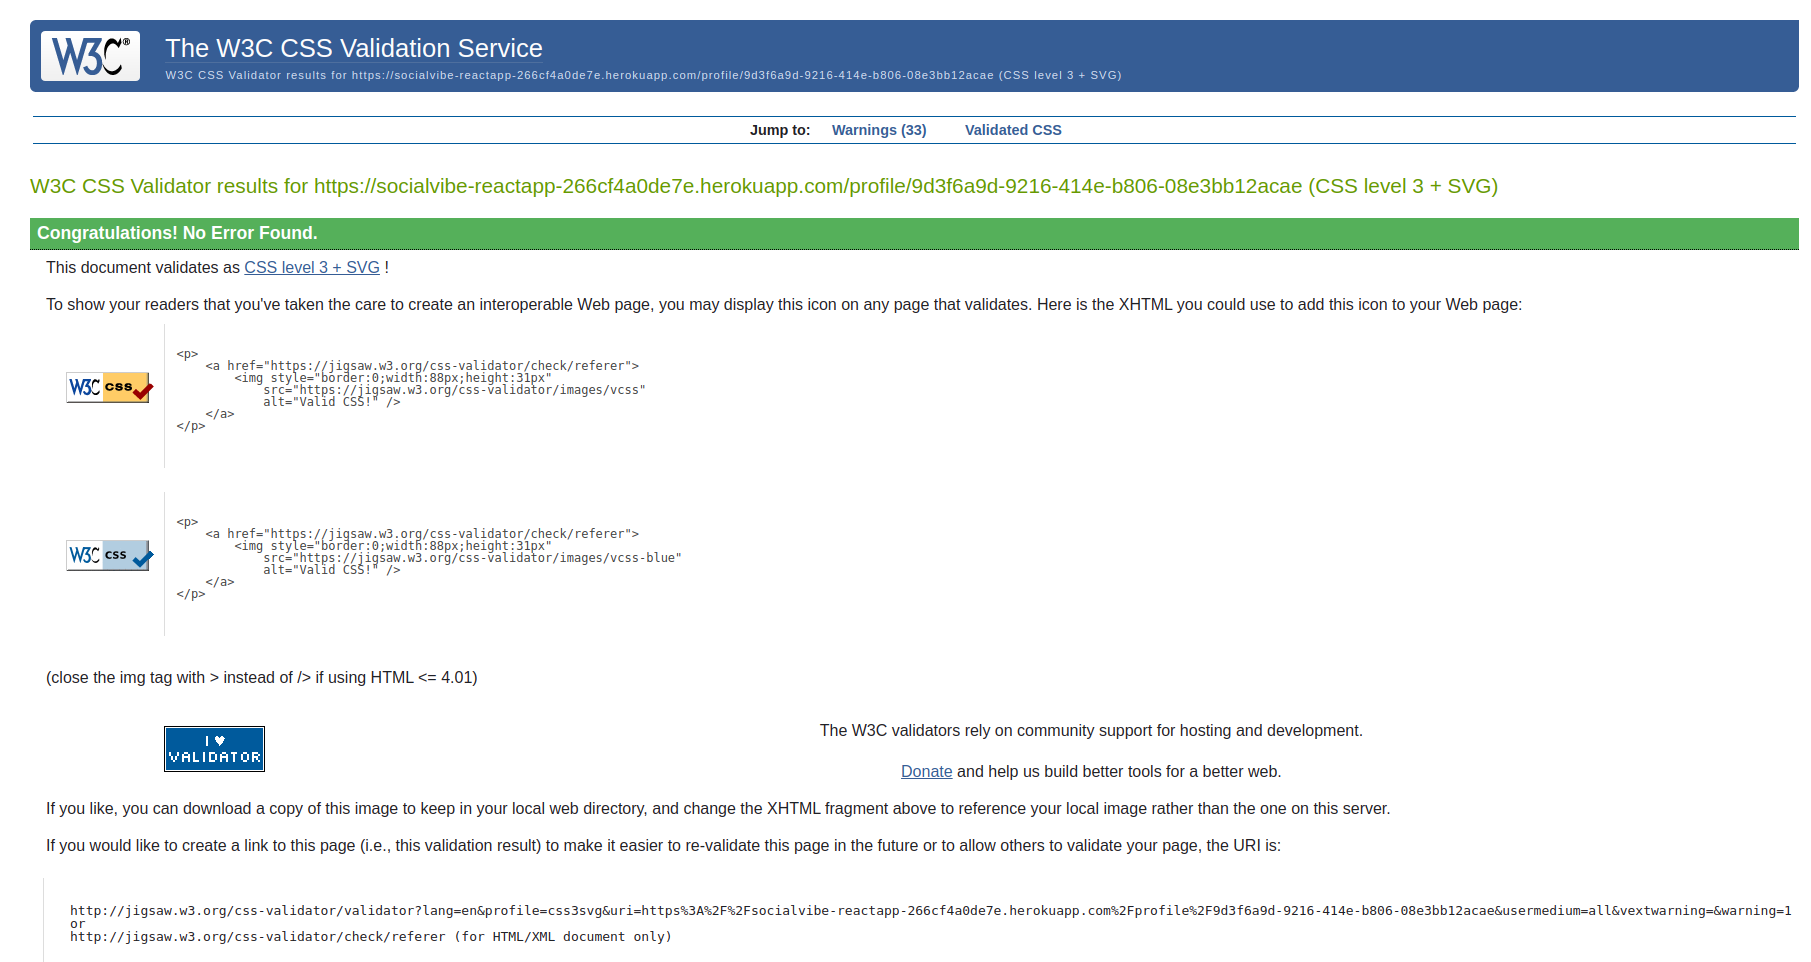 W3C®
The W3C CSS Validation Service
W3C CSS Validator results for https://socialvibe-reactapp-266cf4a0de7e.herokuapp.com/profile/9d3f6a9d-9216-414e-b806-08e3bb12acae (CSS level 3 + SVG)
Jump to: Warnings (33) Validated CSS
W3C CSS Validator results for https://socialvibe-reactapp-266cf4a0de7e.herokuapp.com/profile/9d3f6a9d-9216-414e-b806-08e3bb12acae (CSS level 3 + SVG)
Congratulations! No Error Found.
This document validates as CSS level 3 + SVG !
To show your readers that you've taken the care to create an interoperable Web page, you may display this icon on any page that validates. Here is the XHTML you could use to add this icon to your Web page:
W3C css
<p>
    <a href="https://jigsaw.w3.org/css-validator/check/referer">
        <img style="border:0;width:88px;height:31px"
            src="https://jigsaw.w3.org/css-validator/images/vcss"
            alt="Valid CSS!" />
    </a>
</p>
W3C css
<p>
    <a href="https://jigsaw.w3.org/css-validator/check/referer">
        <img style="border:0;width:88px;height:31px"
            src="https://jigsaw.w3.org/css-validator/images/vcss-blue"
            alt="Valid CSS!" />
    </a>
</p>
(close the img tag with > instead of /> if using HTML <= 4.01)
I ♥
VALIDATOR
The W3C validators rely on community support for hosting and development.
Donate and help us build better tools for a better web.
If you like, you can download a copy of this image to keep in your local web directory, and change the XHTML fragment above to reference your local image rather than the one on this server.
If you would like to create a link to this page (i.e., this validation result) to make it easier to re-validate this page in the future or to allow others to validate your page, the URI is:
http://jigsaw.w3.org/css-validator/validator?lang=en&profile=css3svg&uri=https%3A%2F%2Fsocialvibe-reactapp-266cf4a0de7e.herokuapp.com%2Fprofile%2F9d3f6a9d-9216-414e-b806-08e3bb12acae&usermedium=all&vextwarning=&warning=1
or
http://jigsaw.w3.org/css-validator/check/referer (for HTML/XML document only)